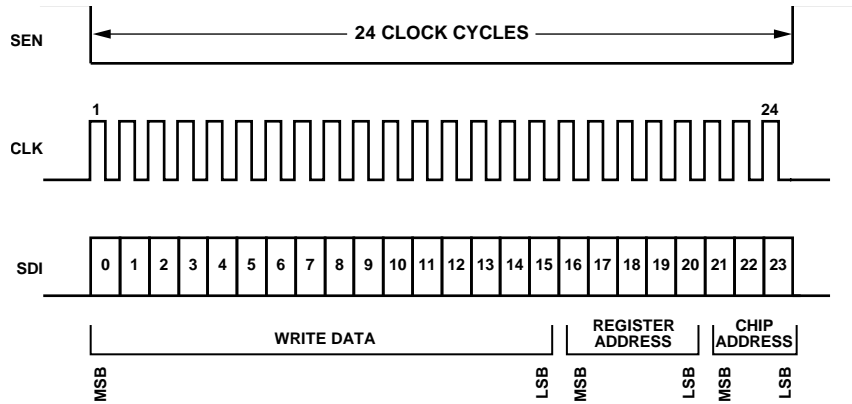 24 CLOCK CYCLES
SEN
1 24
CLK
SDI 0 1 2 3 4 5 6 7 8 9 10 11 12 13 14 15 16 17 18 19 20 21 22 23
WRITE DATA
REGISTER
ADDRESS
CHIP
ADDRESS
MSB LSB MSB LSB MSB LSB